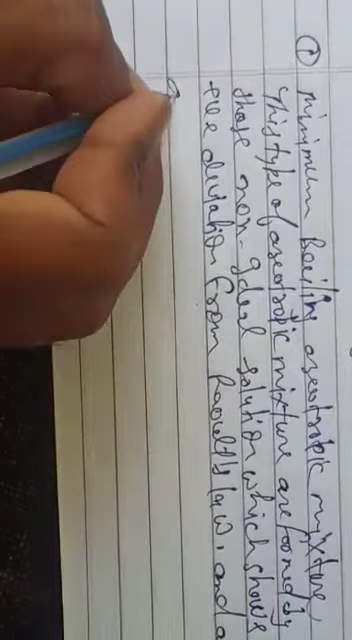 ① minimum boiling azeotropic mixture
This type of azeotropic mixture are formed by
those non-ideal solution which shows
+ve deviation from Raoult's law. and a